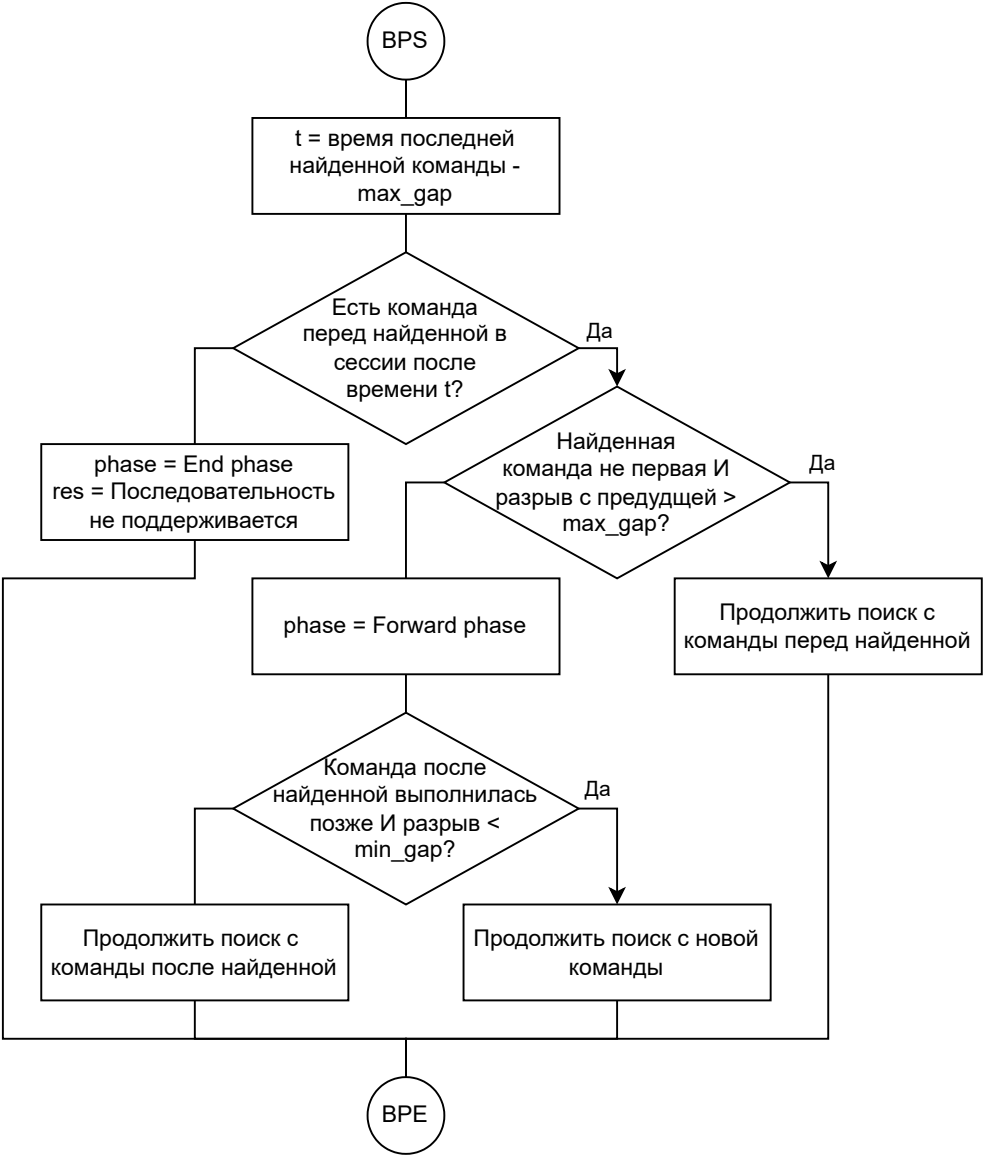 BPS
t = время последней
найденной команды -
max_gap
Есть команда
перед найденной в
сессии после
времени t?
Да
phase = End phase
res = Последовательность
не поддерживается
Найденная
команда не первая И
разрыв с предудщей >
max_gap?
Да
phase = Forward phase
Продолжить поиск с
команды перед найденной
Команда после
найденной выполнилась
позже И разрыв <
min_gap?
Да
Продолжить поиск с
команды после найденной
Продолжить поиск с новой
команды
BPE